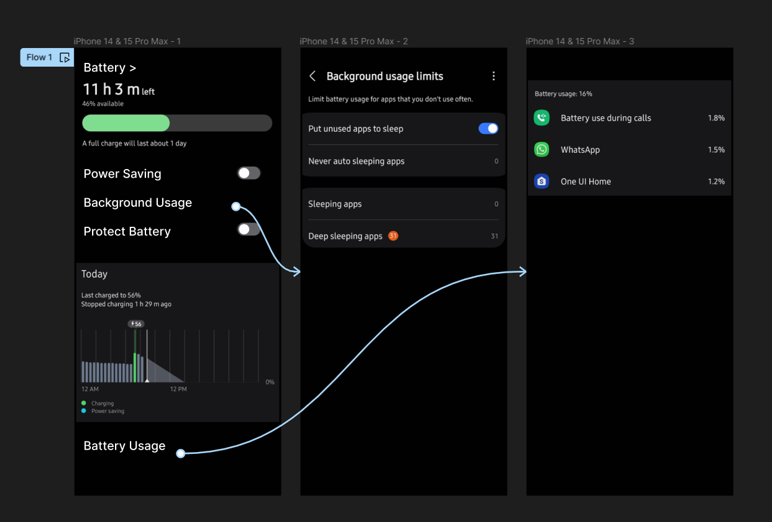 Flow 1
iPhone 14 & 15 Pro Max - 1
Battery >
11 h 3 m left
46% available
A full charge will last about 1 day
Power Saving
Background Usage
Protect Battery
Today
Last charged to 56%
Stopped charging 1 h 29 m ago
56
0%
12 AM 12 PM
Charging
Power saving
Battery Usage
iPhone 14 & 15 Pro Max - 2
Background usage limits
Limit battery usage for apps that you don't use often.
Put unused apps to sleep
Never auto sleeping apps 0
Sleeping apps 0
Deep sleeping apps 31 31
iPhone 14 & 15 Pro Max - 3
Battery usage: 16%
Battery use during calls 1.8%
WhatsApp 1.5%
One UI Home 1.2%